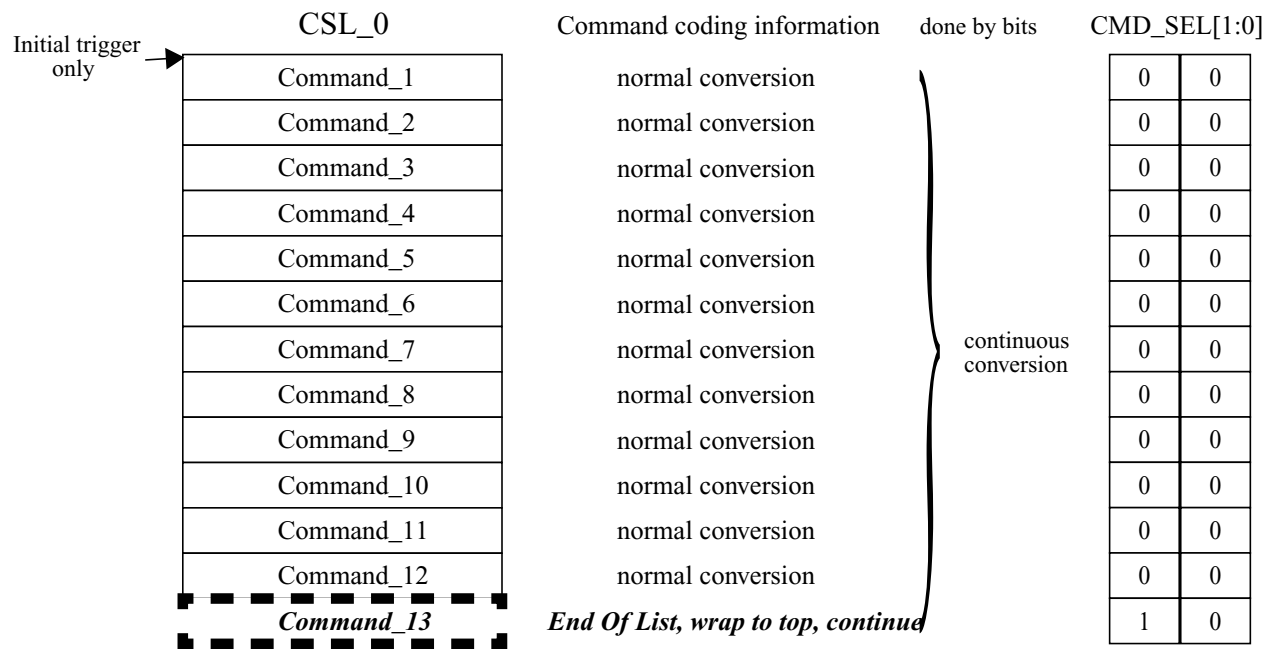 CSL_0 Command coding information done by bits CMD_SEL[1:0]
Initial trigger
only
Command_1 normal conversion 0 0
Command_2 normal conversion 0 0
Command_3 normal conversion 0 0
Command_4 normal conversion 0 0
Command_5 normal conversion 0 0
Command_6 normal conversion 0 0
Command_7 normal conversion 0 0
continuous
conversion
Command_8 normal conversion 0 0
Command_9 normal conversion 0 0
Command_10 normal conversion 0 0
Command_11 normal conversion 0 0
Command_12 normal conversion 0 0
Command_13 End Of List, wrap to top, continue 1 0